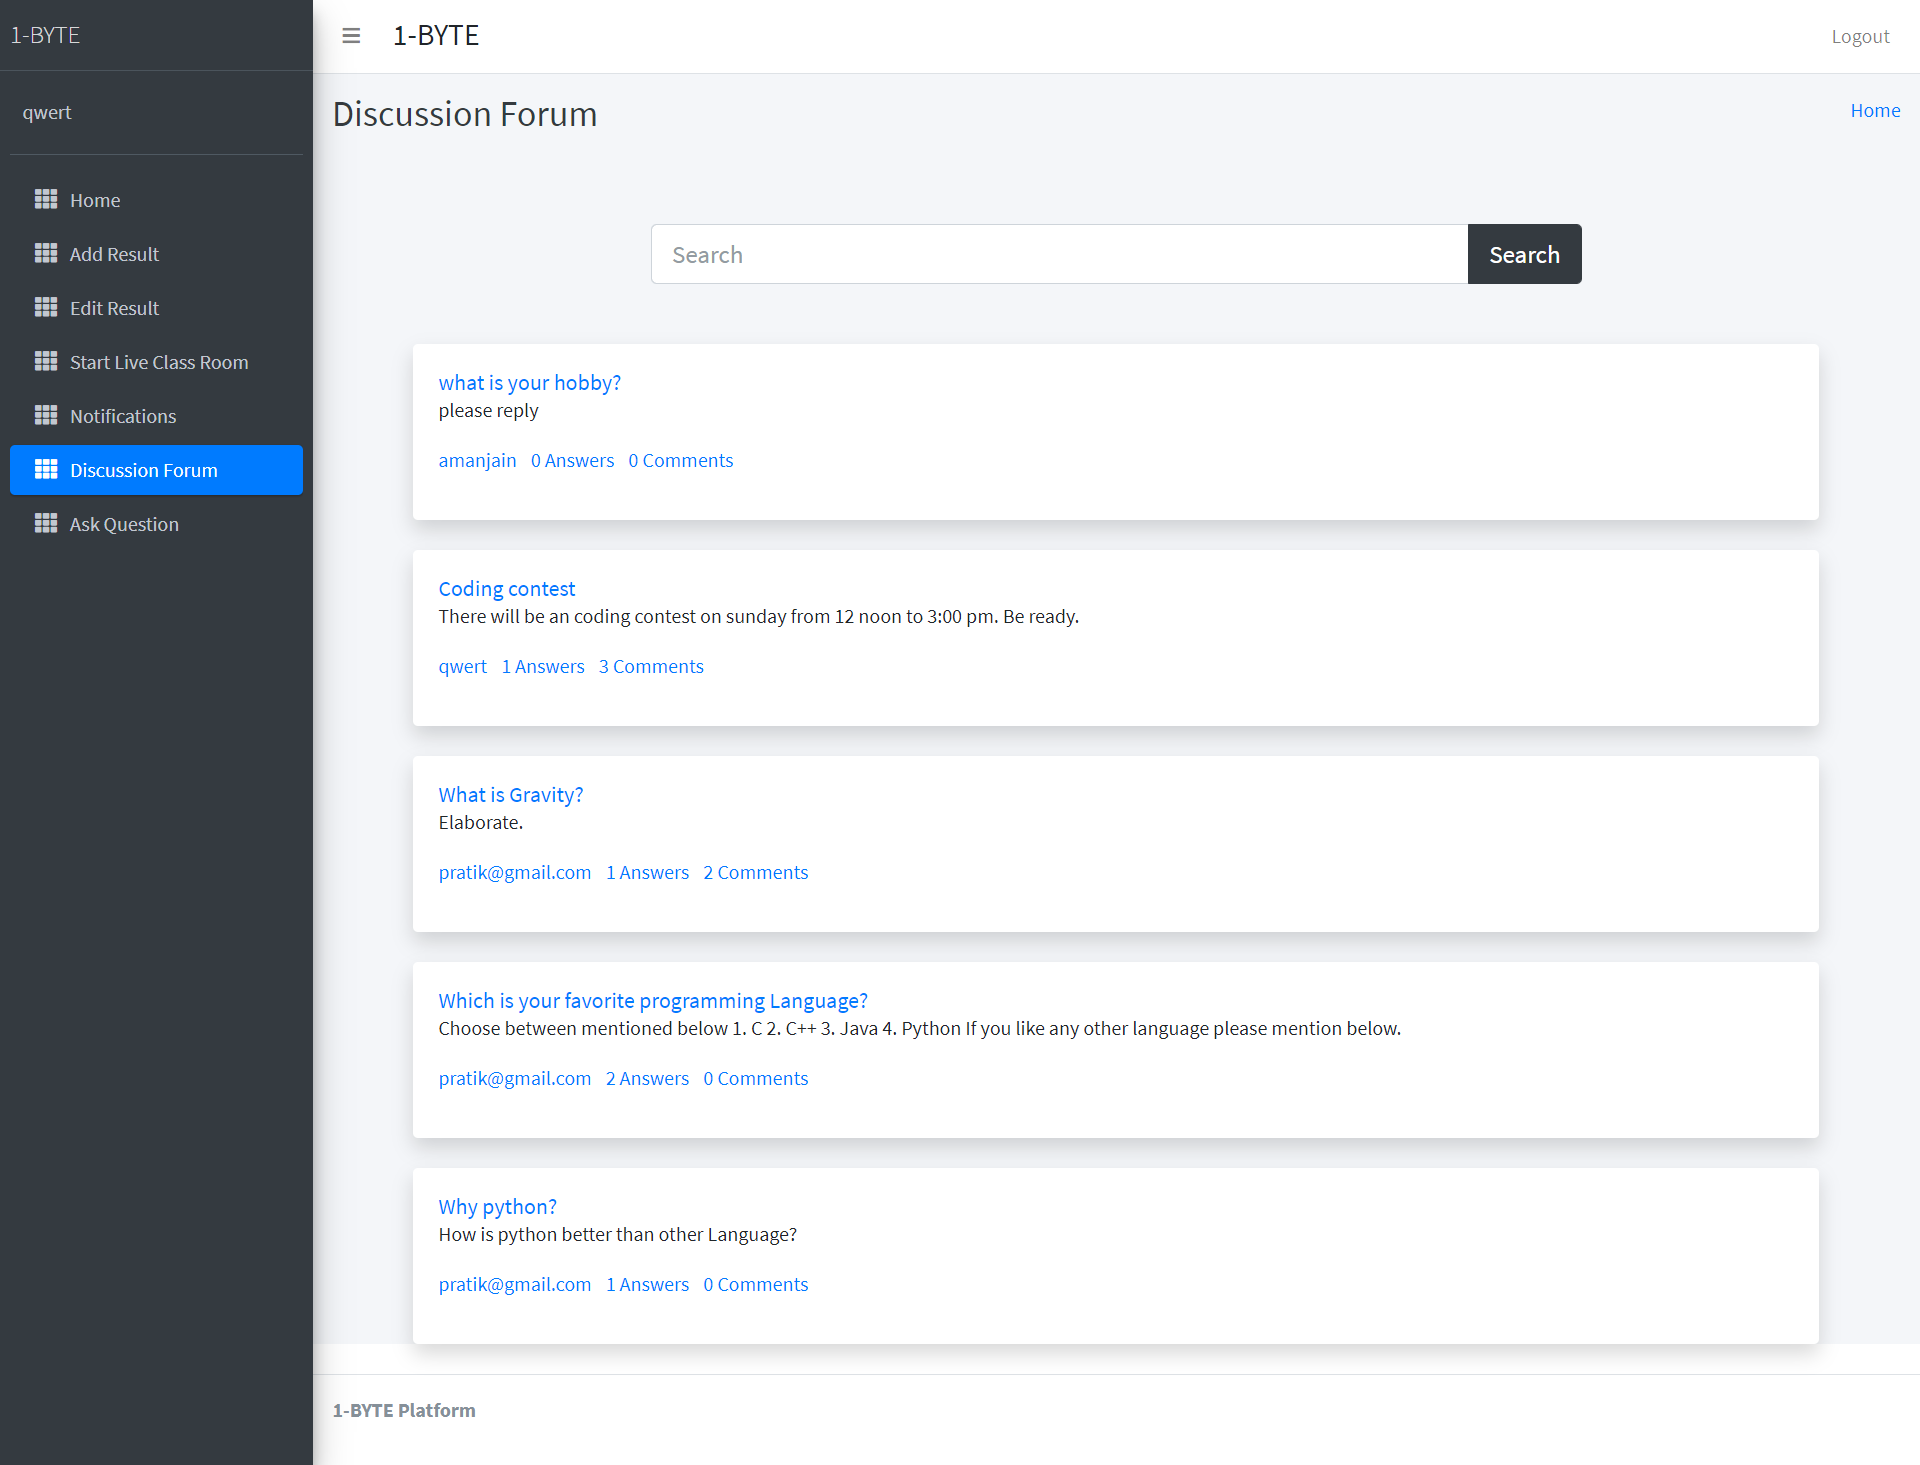 1-BYTE
qwert
Home
Add Result
Edit Result
Start Live Class Room
Notifications
Discussion Forum
Ask Question
1-BYTE
Logout
Discussion Forum
Home
Search
Search
what is your hobby?
please reply
amanjain 0 Answers 0 Comments
Coding contest
There will be an coding contest on sunday from 12 noon to 3:00 pm. Be ready.
qwert 1 Answers 3 Comments
What is Gravity?
Elaborate.
pratik@gmail.com 1 Answers 2 Comments
Which is your favorite programming Language?
Choose between mentioned below 1. C 2. C++ 3. Java 4. Python If you like any other language please mention below.
pratik@gmail.com 2 Answers 0 Comments
Why python?
How is python better than other Language?
pratik@gmail.com 1 Answers 0 Comments
1-BYTE Platform